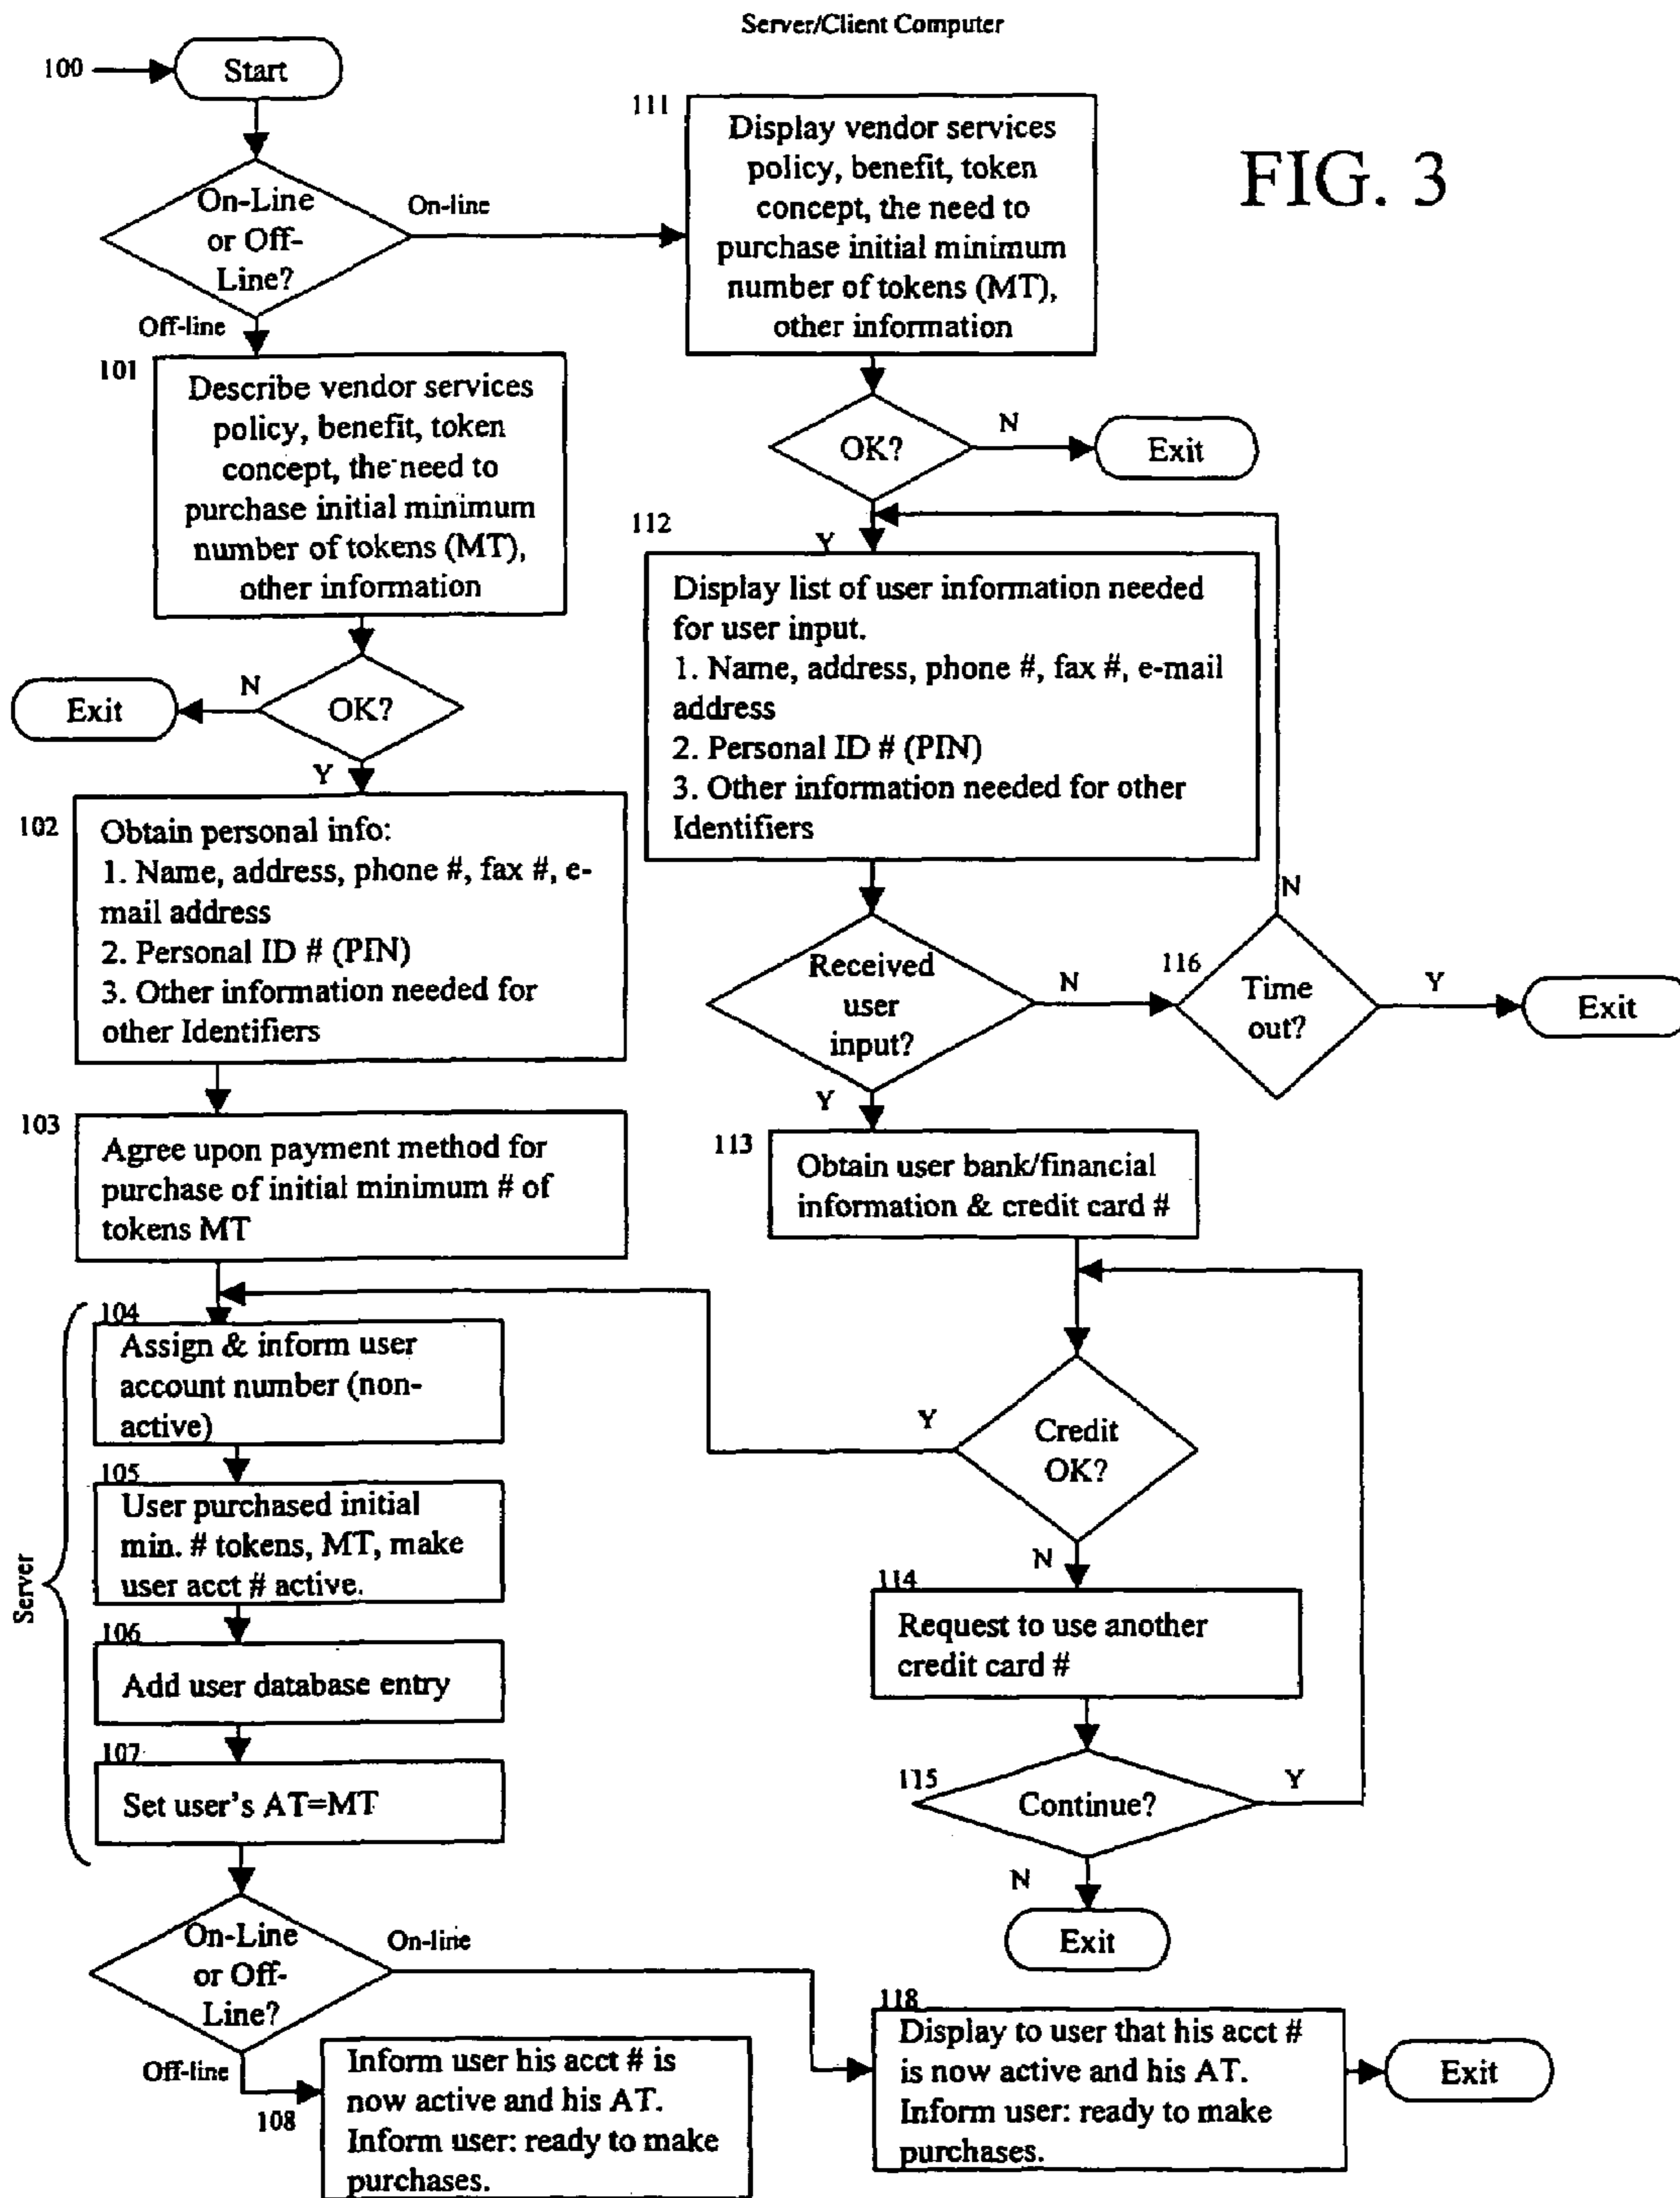 Server/Client Computer
FIG. 3
100
Start
On-Line
or Off-
Line?
On-line
Off-line
101
Describe vendor services
policy, benefit, token
concept, the need to
purchase initial minimum
number of tokens (MT),
other information
OK?
N
Exit
Y
102
Obtain personal info:
1. Name, address, phone #, fax #, e-
mail address
2. Personal ID # (PIN)
3. Other information needed for
other Identifiers
103
Agree upon payment method for
purchase of initial minimum # of
tokens MT
Server
104
Assign & inform user
account number (non-
active)
105
User purchased initial
min. # tokens, MT, make
user acct # active.
106
Add user database entry
107
Set user's AT=MT
On-Line
or Off-
Line?
On-line
Off-line
108
Inform user his acct # is
now active and his AT.
Inform user: ready to make
purchases.
111
Display vendor services
policy, benefit, token
concept, the need to
purchase initial minimum
number of tokens (MT),
other information
OK?
N
Exit
Y
112
Display list of user information needed
for user input.
1. Name, address, phone #, fax #, e-mail
address
2. Personal ID # (PIN)
3. Other information needed for other
Identifiers
Received
user
input?
N
116
Time
out?
N
Y
Exit
Y
113
Obtain user bank/financial
information & credit card #
Credit
OK?
Y
N
114
Request to use another
credit card #
115
Continue?
Y
N
Exit
118
Display to user that his acct #
is now active and his AT.
Inform user: ready to make
purchases.
Exit